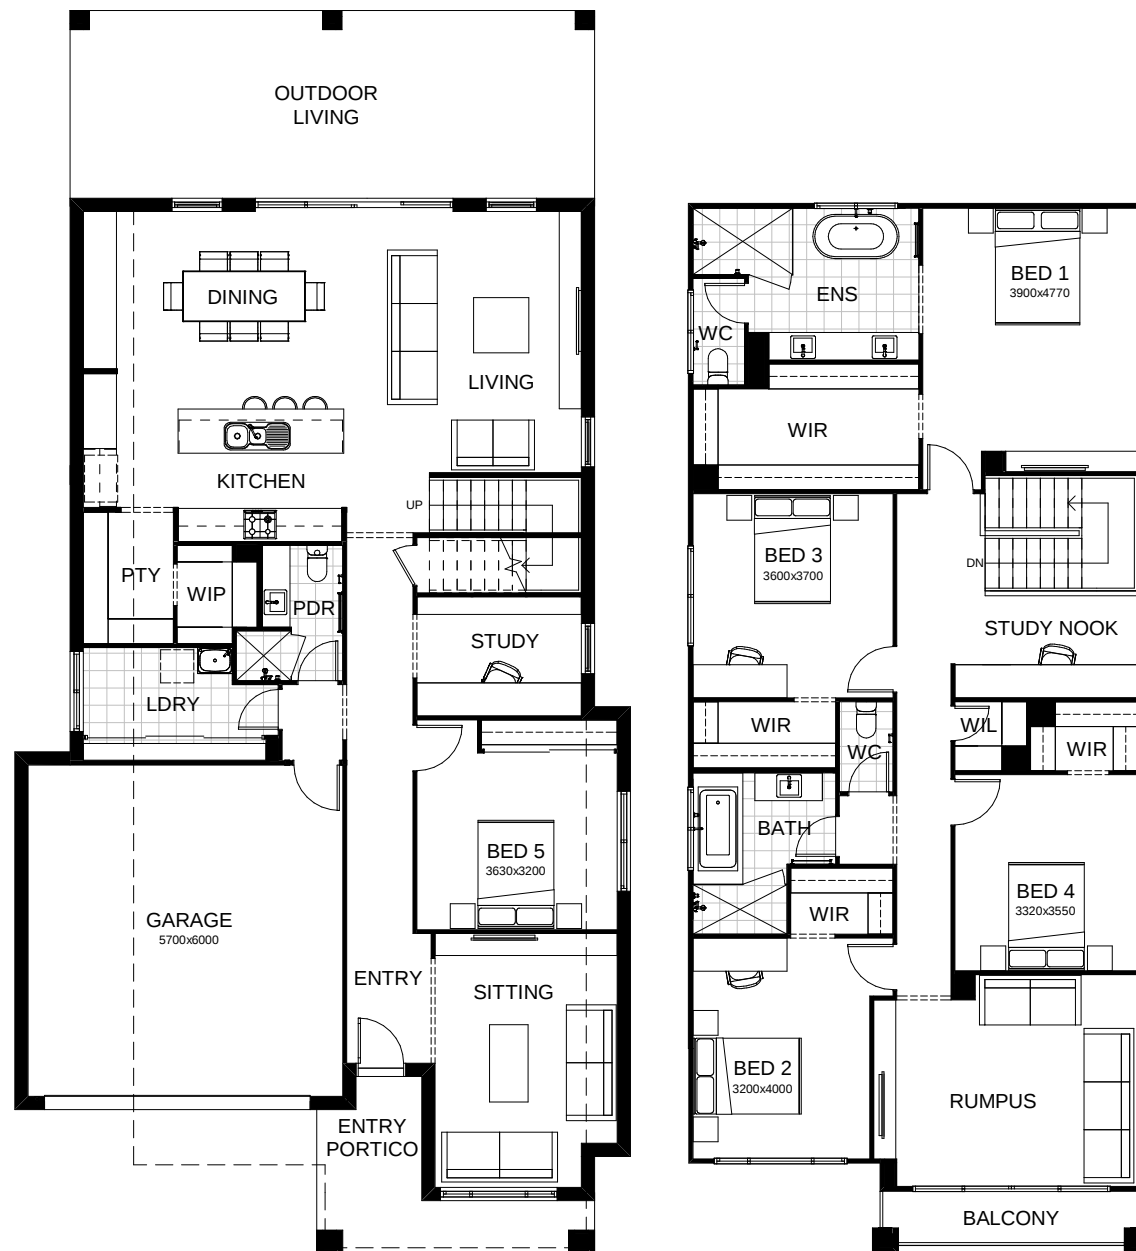 OUTDOOR
LIVING
DINING
LIVING
KITCHEN
UP
PTY
WIP
PDR
STUDY
LDRY
BED 5
3630x3200
GARAGE
5700x6000
ENTRY
SITTING
ENTRY
PORTICO
BED 1
3900x4770
ENS
WC
WIR
BED 3
3600x3700
DN
STUDY NOOK
WIR
WC
WIL
WIR
BATH
BED 4
3320x3550
WIR
BED 2
3200x4000
RUMPUS
BALCONY